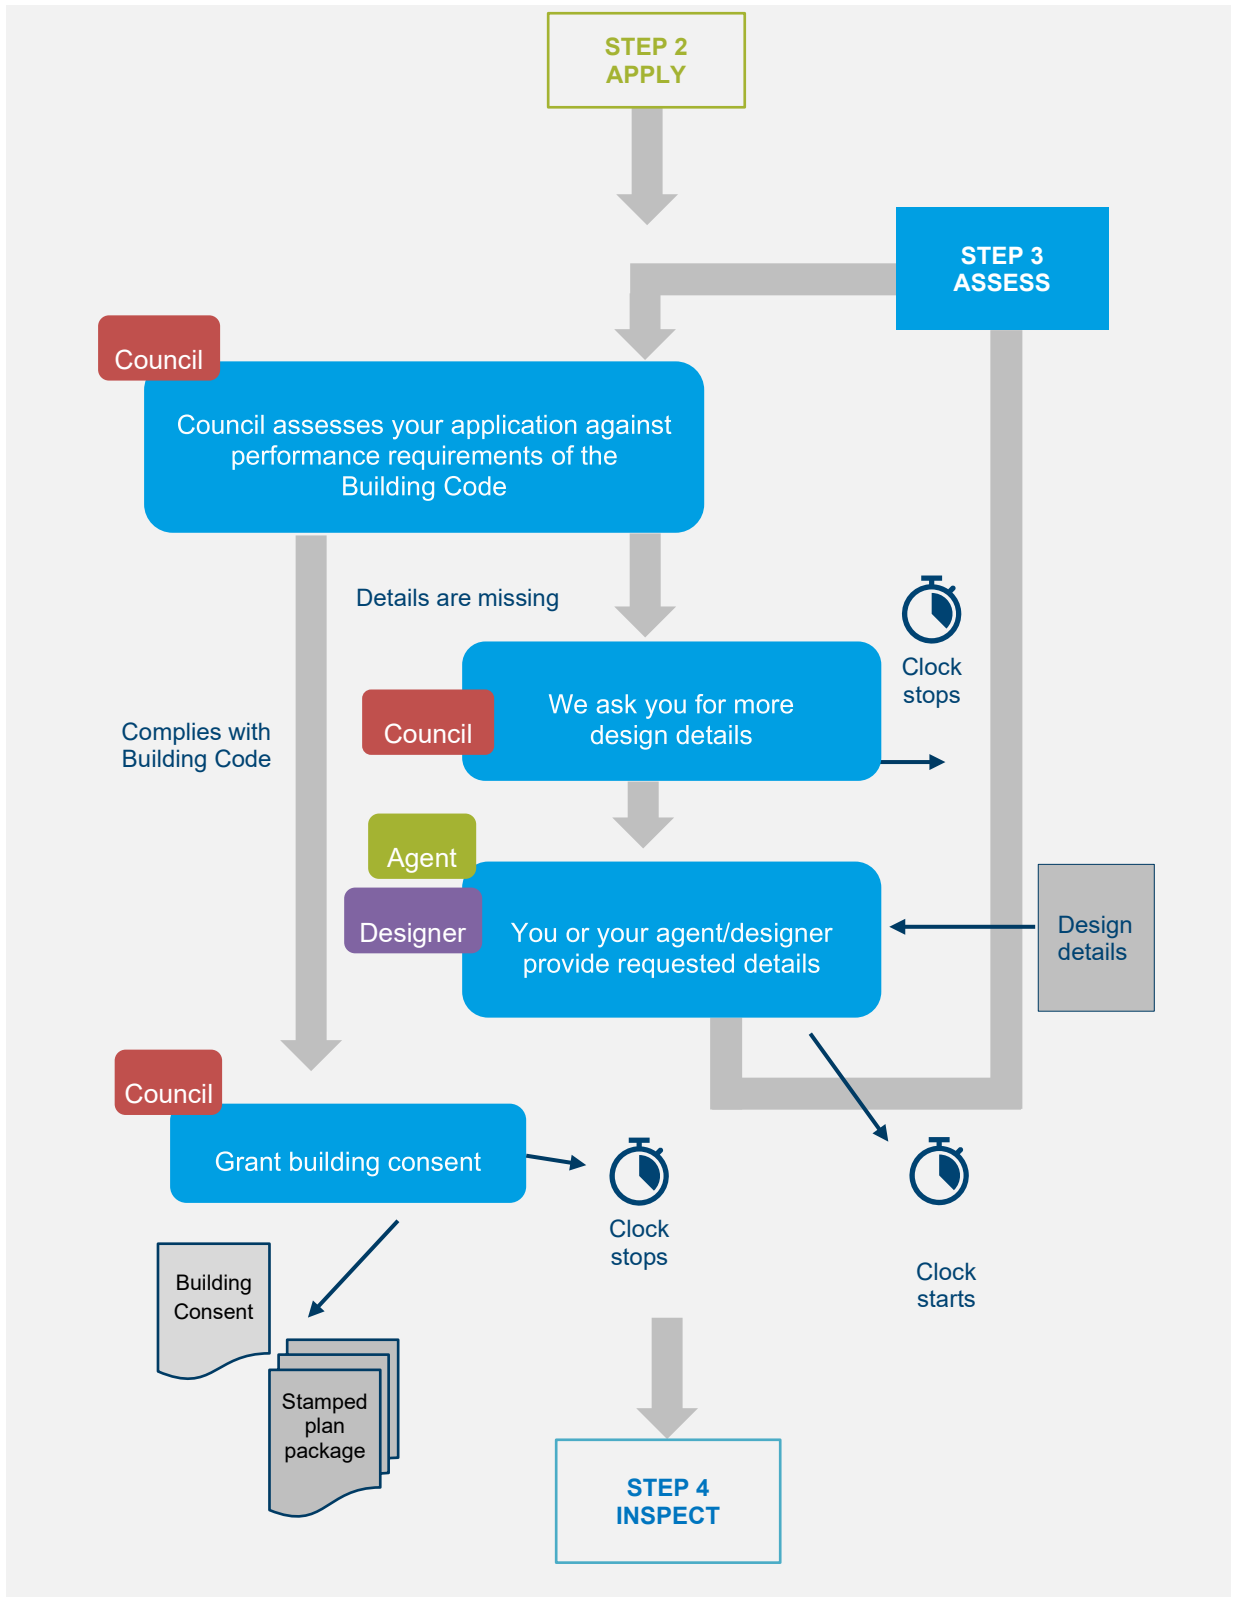 STEP 2
APPLY
STEP 3
ASSESS
Council
Council assesses your application against
performance requirements of the
Building Code
Details are missing
Clock
stops
Complies with
Building Code
Council
We ask you for more
design details
Agent
Designer
You or your agent/designer
provide requested details
Design
details
Council
Grant building consent
Clock
stops
Clock
starts
Building
Consent
Stamped
plan
package
STEP 4
INSPECT